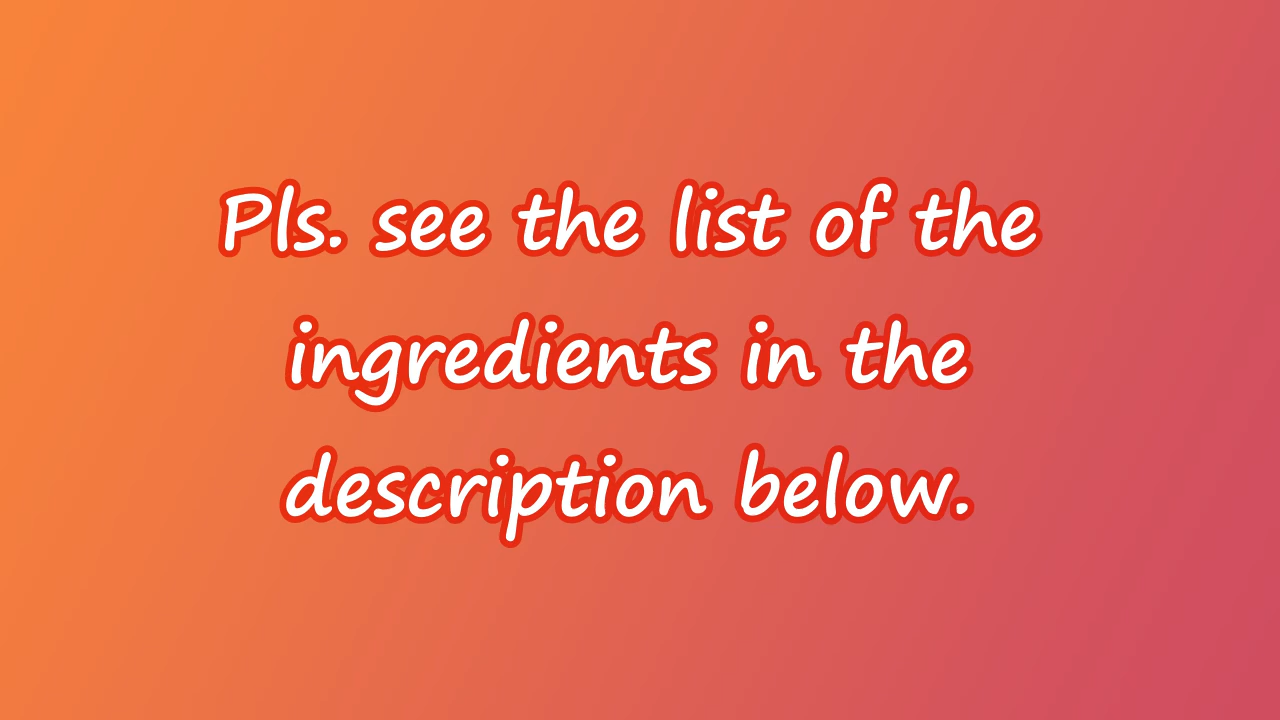 Pls. see the list of the
ingredients in the
description below.